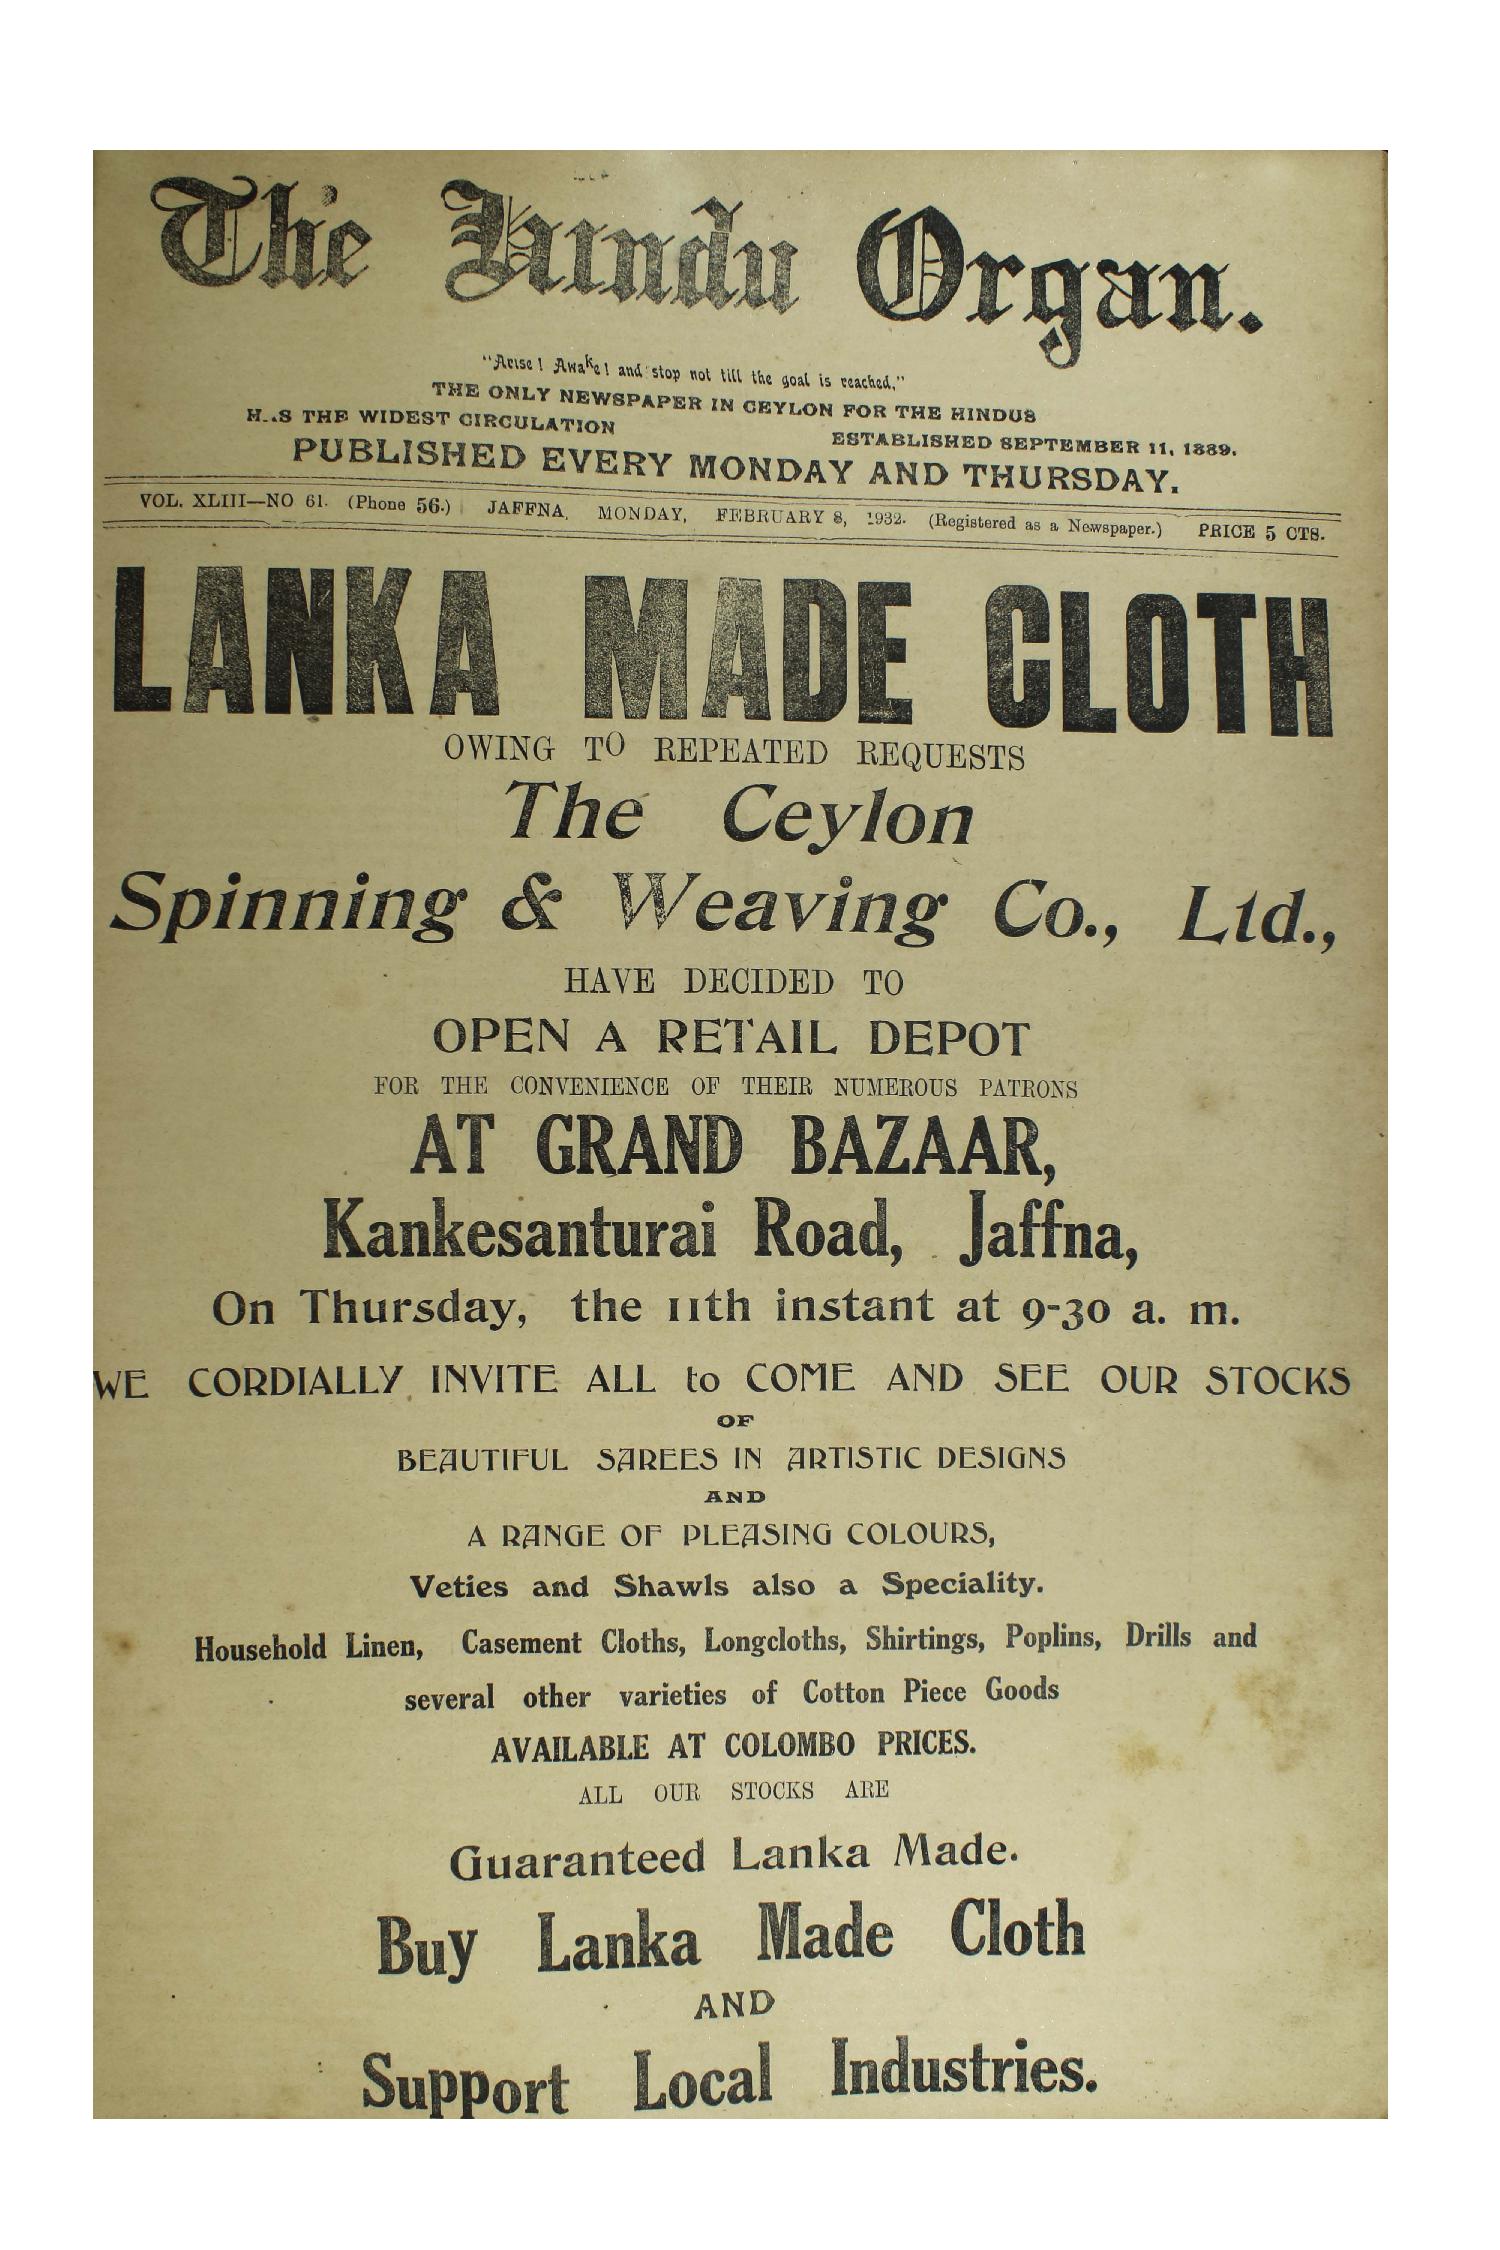 The Hindu Organ.
"Arise! Awake! and stop not till the goal is reached."
THE ONLY NEWSPAPER IN CEYLON FOR THE HINDUS
H..S THE WIDEST CIRCULATION ESTABLISHED SEPTEMBER 11, 1889.
PUBLISHED EVERY MONDAY AND THURSDAY.
VOL. XLIII—NO 61. (Phone 56.) JAFFNA, MONDAY, FEBRUARY 8, 1932. (Registered as a Newspaper.) PRICE 5 CTS.
LANKA MADE CLOTH
OWING TO REPEATED REQUESTS
The Ceylon
Spinning & Weaving Co., Ltd.,
HAVE DECIDED TO
OPEN A RETAIL DEPOT
FOR THE CONVENIENCE OF THEIR NUMEROUS PATRONS
AT GRAND BAZAAR,
Kankesanturai Road, Jaffna,
On Thursday, the 11th instant at 9-30 a. m.
WE CORDIALLY INVITE ALL to COME AND SEE OUR STOCKS
OF
BEAUTIFUL SAREES IN ARTISTIC DESIGNS
AND
A RANGE OF PLEASING COLOURS,
Veties and Shawls also a Speciality.
Household Linen, Casement Cloths, Longcloths, Shirtings, Poplins, Drills and
several other varieties of Cotton Piece Goods
AVAILABLE AT COLOMBO PRICES.
ALL OUR STOCKS ARE
Guaranteed Lanka Made.
Buy Lanka Made Cloth
AND
Support Local Industries.